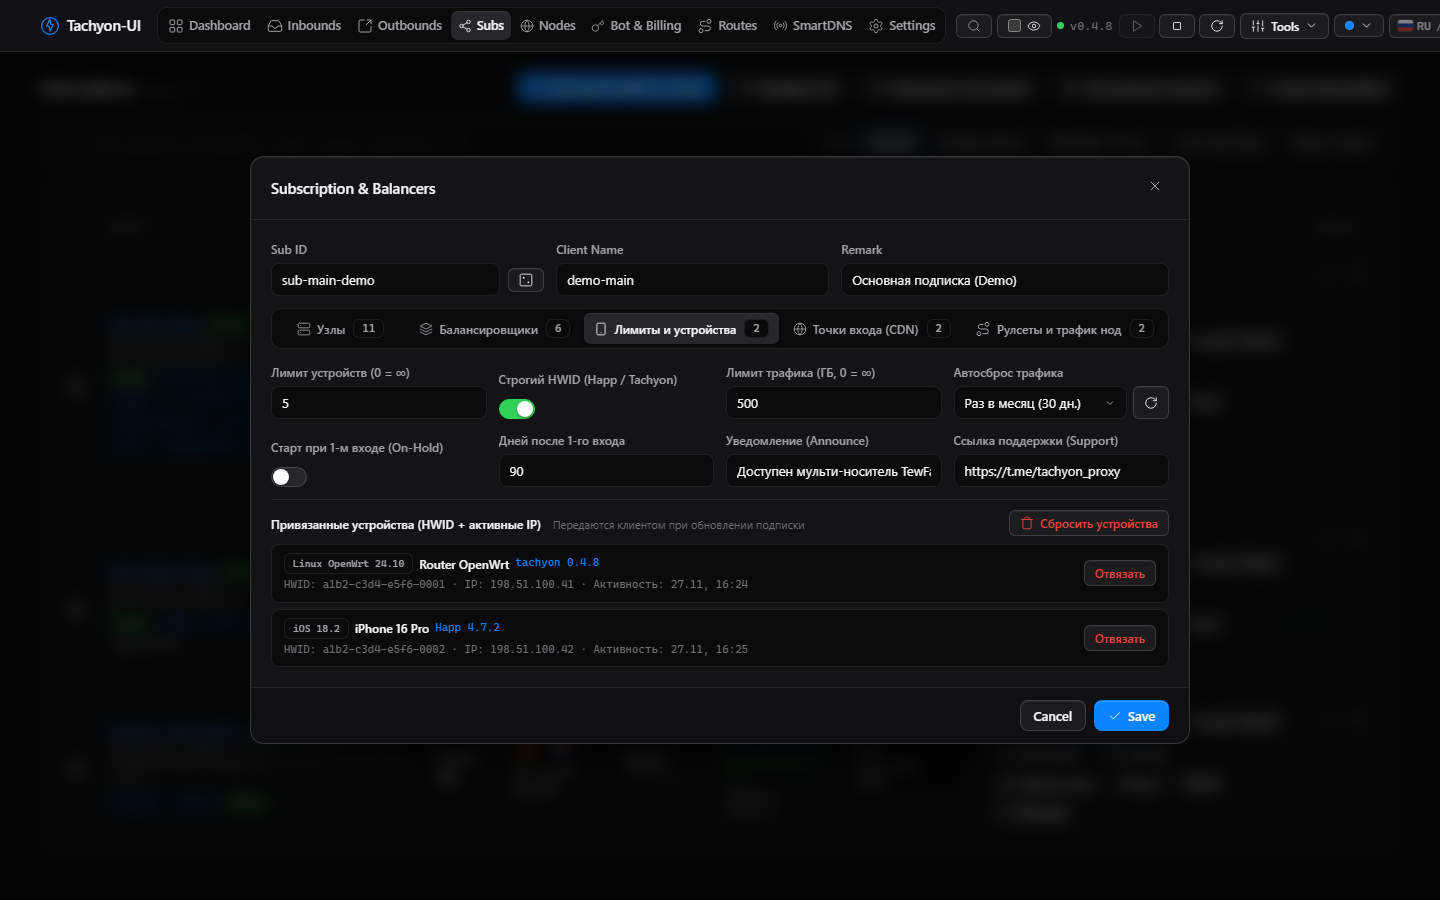 Tachyon-UI
Dashboard
Inbounds
Outbounds
Subs
Nodes
Bot & Billing
Routes
SmartDNS
Settings
v0.4.8
Tools
RU
Subscription & Balancers
Sub ID
Client Name
Remark
sub-main-demo
demo-main
Основная подписка (Demo)
Узлы 11
Балансировщики 6
Лимиты и устройства 2
Точки входа (CDN) 2
Рулсеты и трафик нод 2
Лимит устройств (0 = ∞)
Строгий HWID (Happ / Tachyon)
Лимит трафика (ГБ, 0 = ∞)
Автосброс трафика
5
500
Раз в месяц (30 дн.)
Старт при 1-м входе (On-Hold)
Дней после 1-го входа
Уведомление (Announce)
Ссылка поддержки (Support)
90
Доступен мульти-носитель TewFa
https://t.me/tachyon_proxy
Привязанные устройства (HWID + активные IP) Передаются клиентом при обновлении подписки
Сбросить устройства
Linux OpenWrt 24.10 Router OpenWrt tachyon 0.4.8
HWID: a1b2-c3d4-e5f6-0001 · IP: 198.51.100.41 · Активность: 27.11, 16:24
Отвязать
iOS 18.2 iPhone 16 Pro Happ 4.7.2
HWID: a1b2-c3d4-e5f6-0002 · IP: 198.51.100.42 · Активность: 27.11, 16:25
Отвязать
Cancel
Save